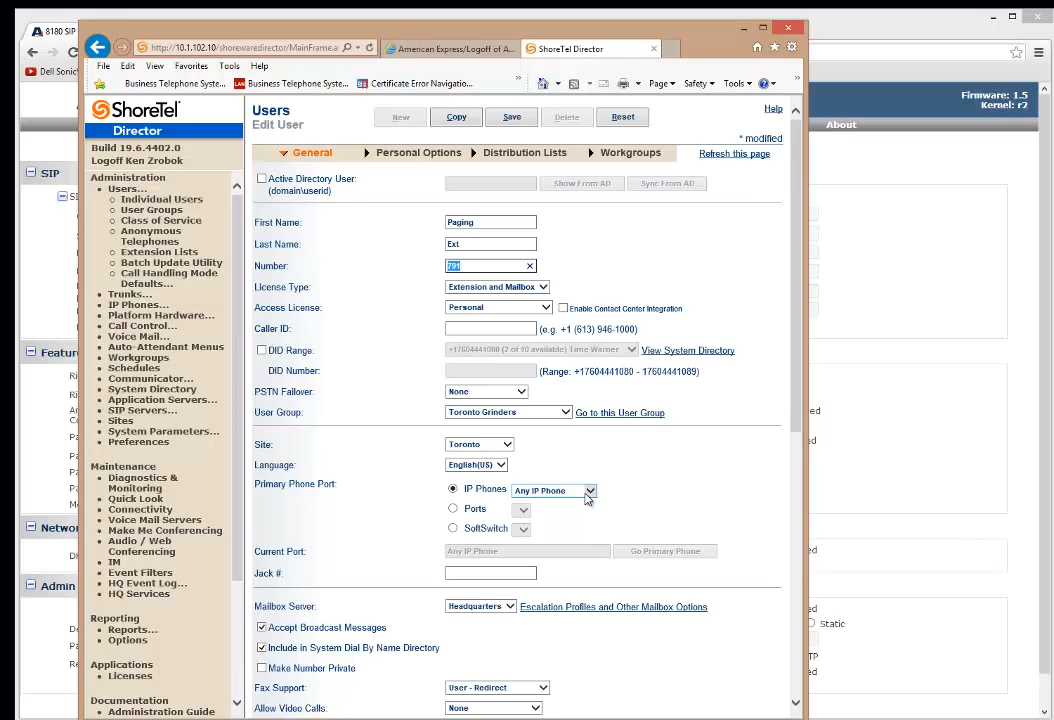 8180 SIP
http://10.1.102.10/shorewaredirector/MainFrame.a
American Express/Logoff of A...
ShoreTel Director
File Edit View Favorites Tools Help
Dell Sonic
Business Telephone Syste...
Business Telephone Syste...
Certificate Error Navigatio...
Page
Safety
Tools
Firmware: 1.5
Kernel: r2
About
ShoreTel
Director
Build 19.6.4402.0
Logoff Ken Zrobok
Administration
Users...
Individual Users
User Groups
Class of Service
Anonymous
Telephones
Extension Lists
Batch Update Utility
Call Handling Mode
Defaults...
Trunks...
IP Phones...
Platform Hardware...
Call Control...
Voice Mail...
Auto-Attendant Menus
Workgroups
Schedules
Communicator...
System Directory
Application Servers...
SIP Servers...
Sites
System Parameters...
Preferences
Maintenance
Diagnostics &
Monitoring
Quick Look
Connectivity
Voice Mail Servers
Make Me Conferencing
Audio / Web
Conferencing
IM
Event Filters
HQ Event Log...
HQ Services
Reporting
Reports...
Options
Applications
Licenses
Documentation
Administration Guide
Users
Edit User
New Copy Save Delete Reset
Help
* modified
General Personal Options Distribution Lists Workgroups
Refresh this page
Active Directory User:
(domain\userid)
Show From AD Sync From AD
First Name: Paging
Last Name: Ext
Number: 791
License Type: Extension and Mailbox
Access License: Personal Enable Contact Center Integration
Caller ID: (e.g. +1 (613) 946-1000)
DID Range: +17604441080 (2 of 10 available) Time Warner View System Directory
DID Number: (Range: +17604441080 - 17604441089)
PSTN Failover: None
User Group: Toronto Grinders Go to this User Group
Site: Toronto
Language: English(US)
Primary Phone Port: IP Phones Any IP Phone
Ports
SoftSwitch
Current Port: Any IP Phone Go Primary Phone
Jack #:
Mailbox Server: Headquarters Escalation Profiles and Other Mailbox Options
Accept Broadcast Messages
Include in System Dial By Name Directory
Make Number Private
Fax Support: User - Redirect
Allow Video Calls: None
SIP
Featur
Netwo
Admin
Static